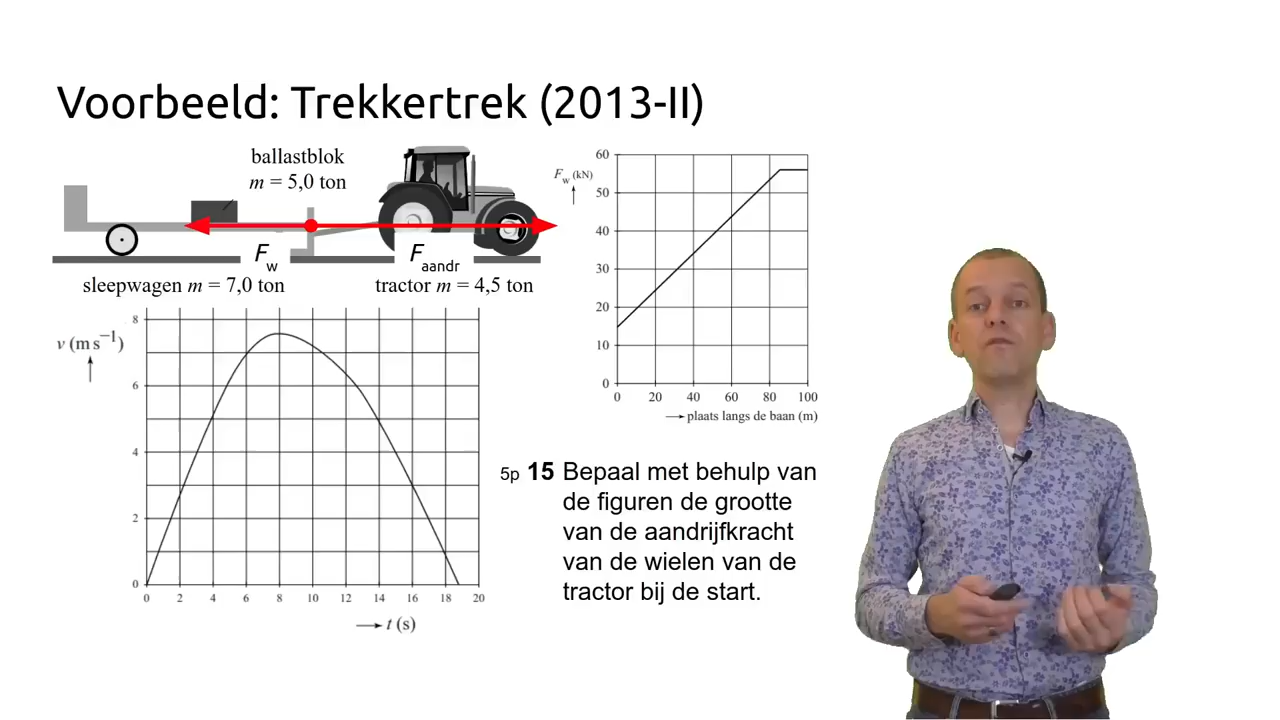 Voorbeeld: Trekkertrek (2013-II)
ballastblok
m = 5,0 ton
Fw
Faandr
sleepwagen m = 7,0 ton
tractor m = 4,5 ton
Fw (kN)
60
50
40
30
20
10
0
0 20 40 60 80 100
plaats langs de baan (m)
v (m s⁻¹)
8
6
4
2
0
0 2 4 6 8 10 12 14 16 18 20
t (s)
5p 15 Bepaal met behulp van
de figuren de grootte
van de aandrijfkracht
van de wielen van de
tractor bij de start.